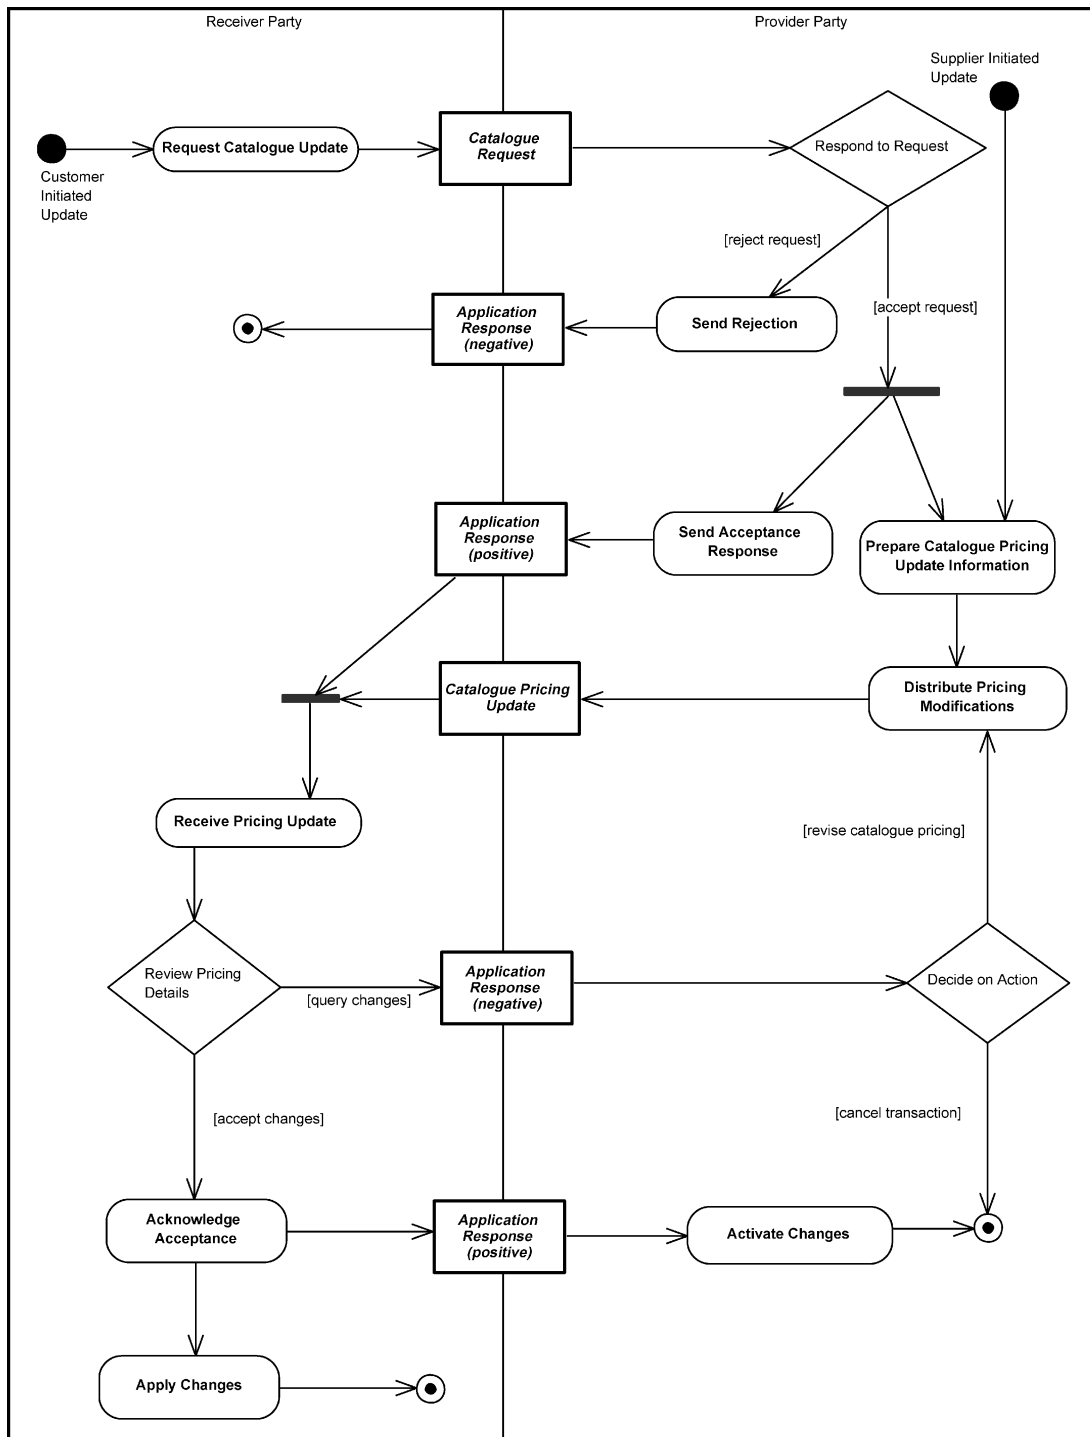 Receiver Party
Provider Party
Supplier Initiated
Update
Customer
Initiated
Update
Request Catalogue Update
Catalogue
Request
Respond to Request
[reject request]
[accept request]
Application
Response
(negative)
Send Rejection
Application
Response
(positive)
Send Acceptance
Response
Prepare Catalogue Pricing
Update Information
Catalogue Pricing
Update
Distribute Pricing
Modifications
Receive Pricing Update
[revise catalogue pricing]
Review Pricing
Details
[query changes]
Application
Response
(negative)
Decide on Action
[accept changes]
[cancel transaction]
Acknowledge
Acceptance
Application
Response
(positive)
Activate Changes
Apply Changes